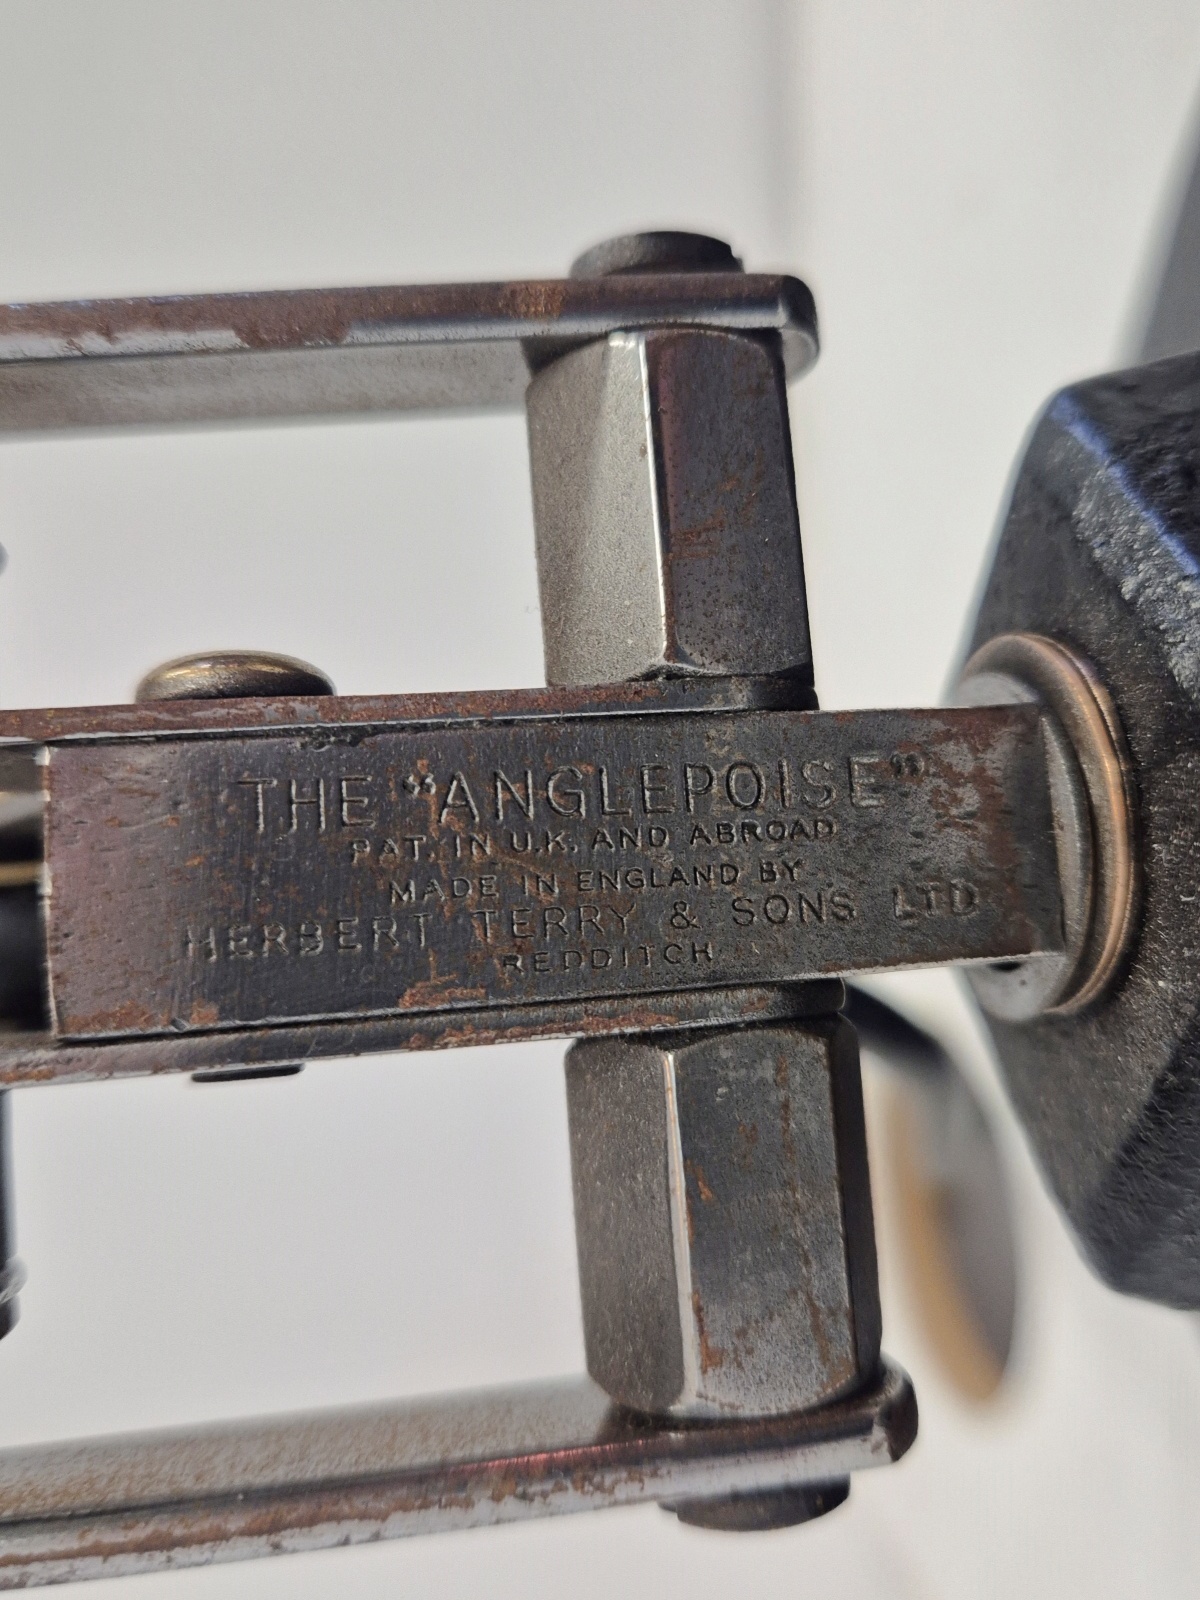 THE "ANGLEPOISE"
PAT. IN U.K. AND ABROAD
MADE IN ENGLAND BY
HERBERT TERRY & SONS LTD
REDDITCH